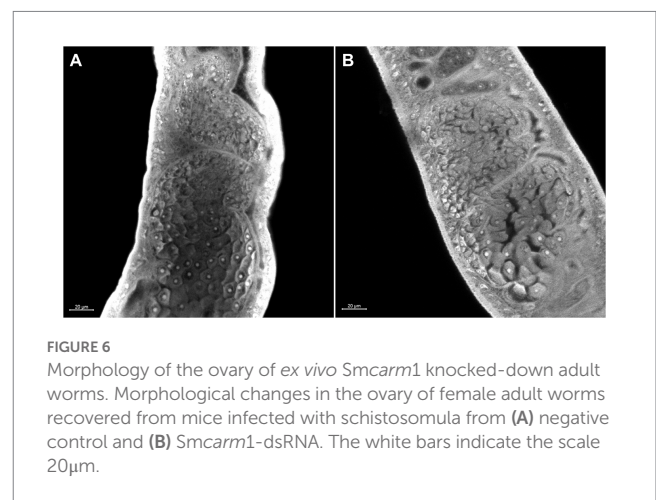 A
B
20 µm
20 µm
FIGURE 6
Morphology of the ovary of ex vivo Smcarm1 knocked-down adult
worms. Morphological changes in the ovary of female adult worms
recovered from mice infected with schistosomula from (A) negative
control and (B) Smcarm1-dsRNA. The white bars indicate the scale
20µm.